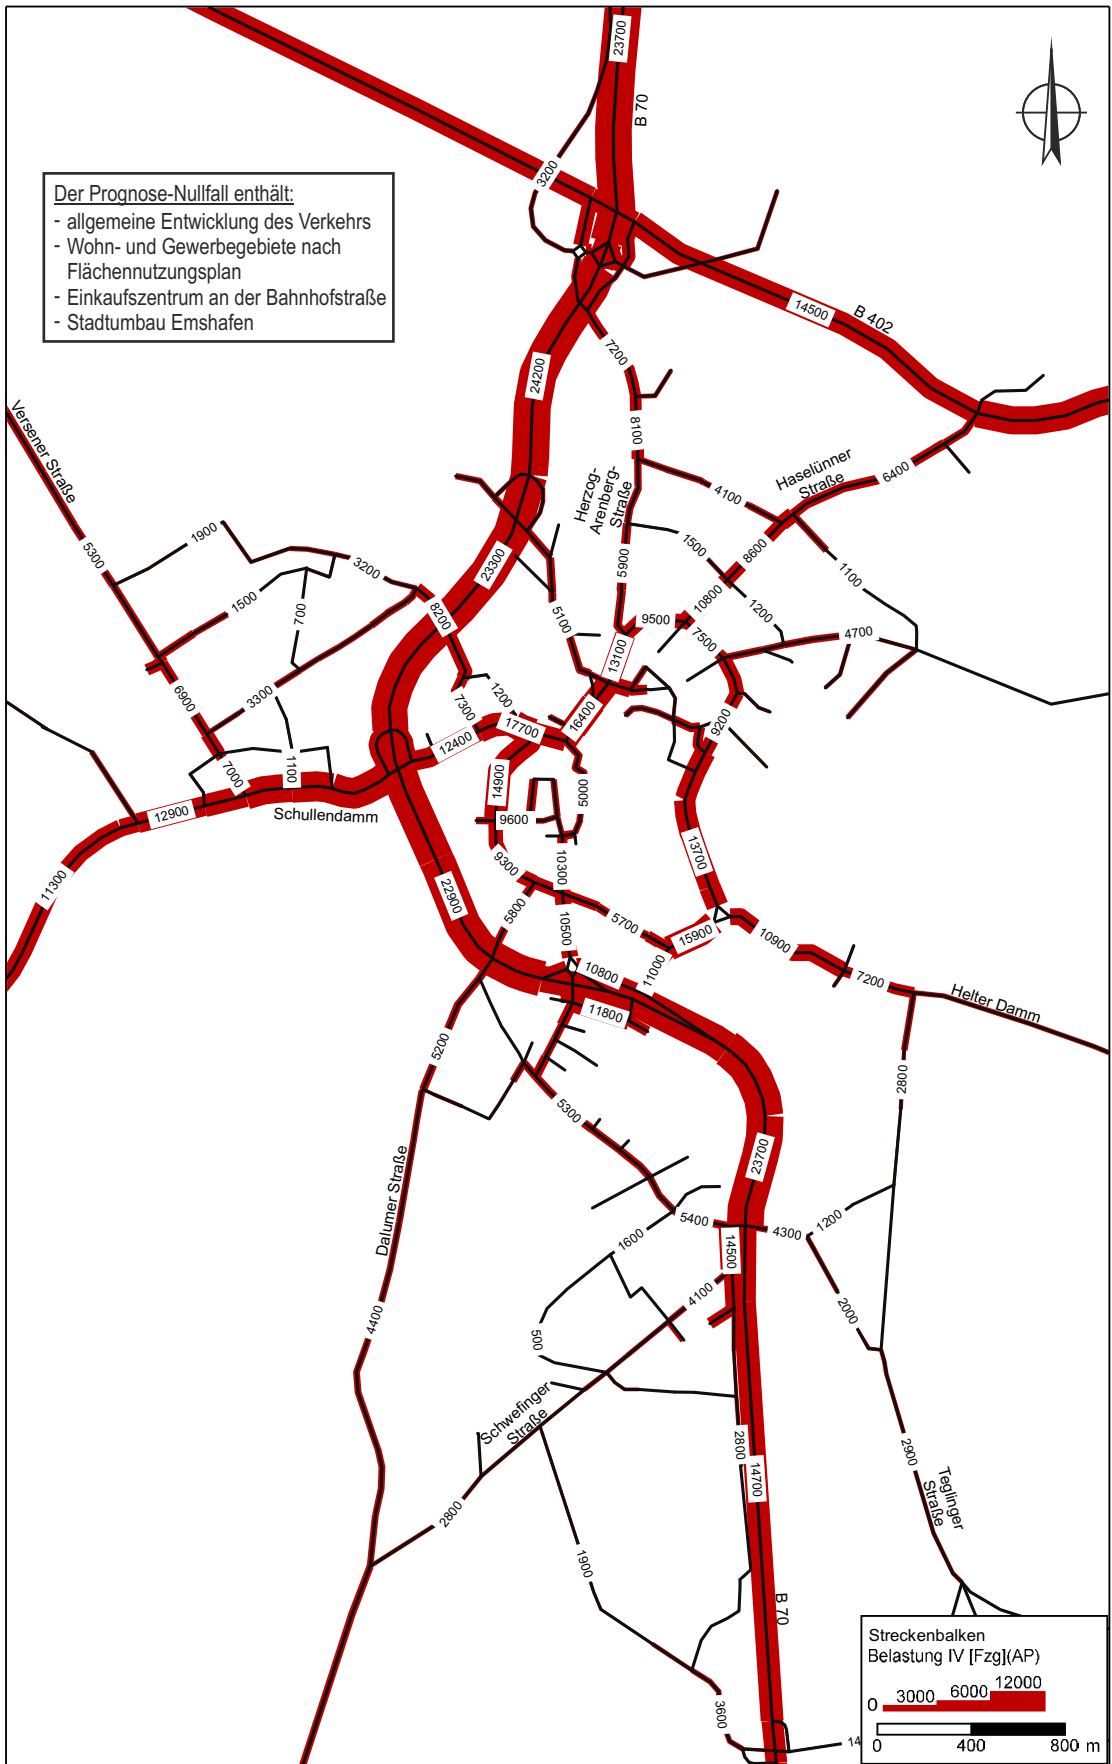 23700
B 70
3200
Der Prognose-Nullfall enthält:
- allgemeine Entwicklung des Verkehrs
- Wohn- und Gewerbegebiete nach
Flächennutzungsplan
- Einkaufszentrum an der Bahnhofstraße
- Stadtumbau Emshafen
14500
B 402
7200
24200
8100
Versener Straße
Herzog-
Arenberg-
Straße
Haselünner
Straße
6400
4100
5300
1900
3200
23300
5900
1500
8600
1100
1500
700
8200
5100
9500
10800
1200
7500
4700
13100
6900
3300
7300
1200
16400
9200
17700
12400
7000
1100
14900
5000
12900
Schullendamm
9600
13700
11300
9300
10300
22900
5800
10500
5700
15900
10900
10800
11000
7200
Helter Damm
11800
5200
2800
5300
23700
Dalumer Straße
5400
4300
1200
1600
14500
4100
2000
4400
500
Schwefinger
Straße
2800
14700
2900
Teglinger
Straße
2800
1900
B 70
3600
14
Streckenbalken
Belastung IV [Fzg](AP)
0 3000 6000 12000
0 400 800 m